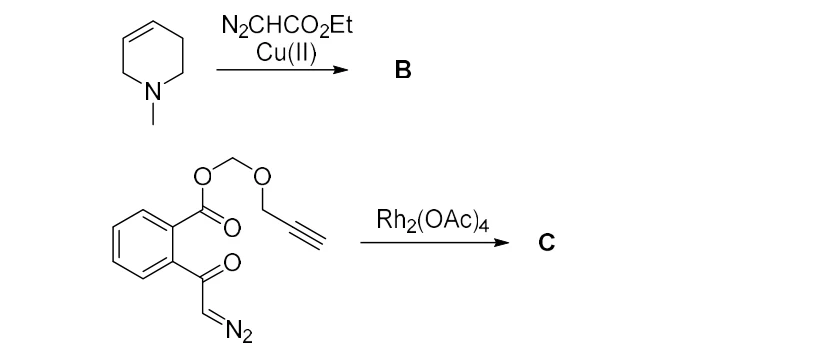 N₂CHCO₂Et
Cu(II)
B
N
O
O
O
Rh₂(OAc)₄
C
O
N₂